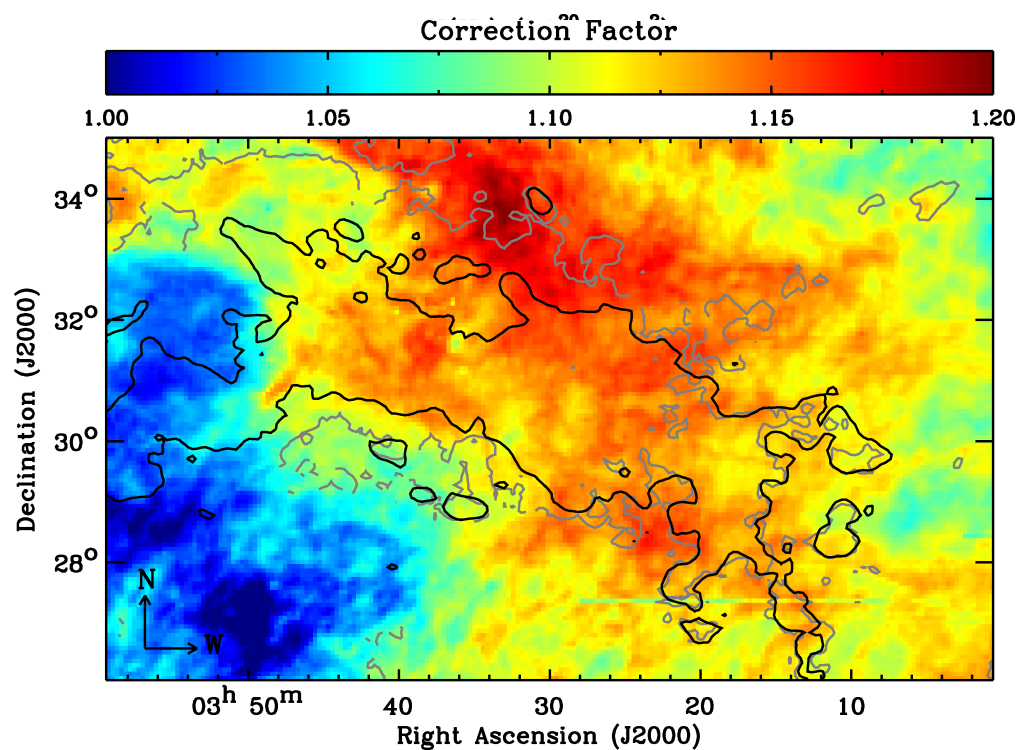 Correction Factor
1.00 1.05 1.10 1.15 1.20
34°
32°
30°
28°
Declination (J2000)
N
W
03h 50m 40 30 20 10
Right Ascension (J2000)